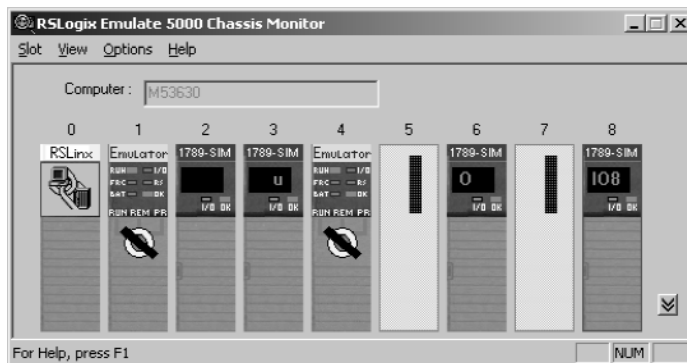 RSLogix Emulate 5000 Chassis Monitor
Slot View Options Help
Computer : M53630
0 1 2 3 4 5 6 7 8
RSLinx Emulator 1789-SIM 1789-SIM Emulator 1789-SIM 1789-SIM
RUN I/O RUN I/O
FRC RS u FRC RS O I08
BAT OK BAT OK
I/O OK I/O OK I/O OK I/O OK
RUN REM PR RUN REM PR
For Help, press F1 NUM